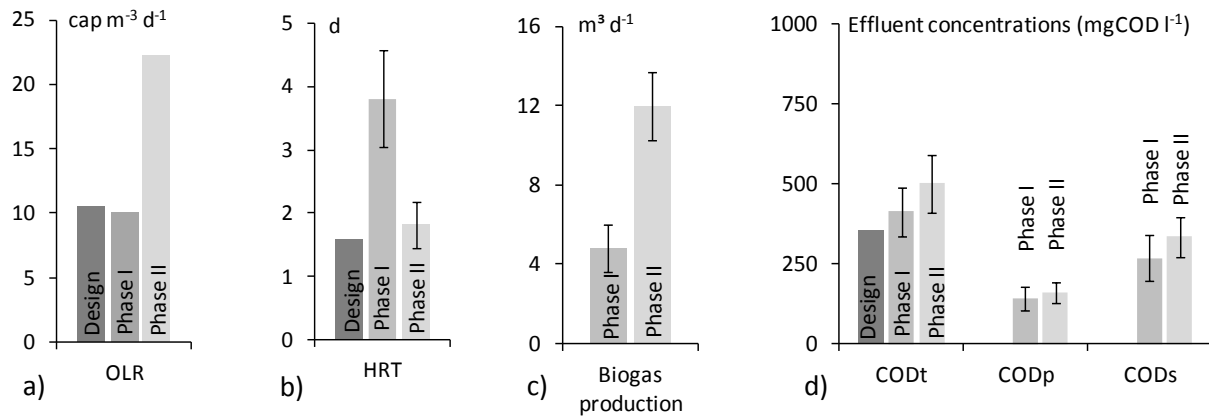 cap m⁻³ d⁻¹
25
20
15
10
5
0
Design
Phase I
Phase II
OLR
a)
d
5
4
3
2
1
0
Design
Phase I
Phase II
HRT
b)
m³ d⁻¹
16
12
8
4
0
Phase I
Phase II
Biogas
production
c)
Effluent concentrations (mgCOD l⁻¹)
1000
750
500
250
0
Design
Phase I
Phase II
Phase I
Phase II
Phase I
Phase II
CODt
CODp
CODs
d)